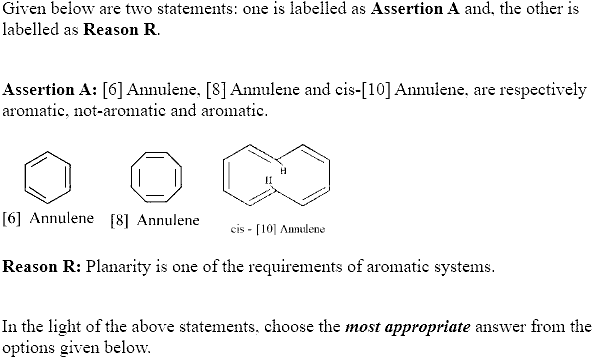 Given below are two statements: one is labelled as Assertion A and, the other is
labelled as Reason R.
Assertion A: [6] Annulene, [8] Annulene and cis-[10] Annulene, are respectively
aromatic, not-aromatic and aromatic.
H
H
[6] Annulene [8] Annulene
cis - [10] Annulene
Reason R: Planarity is one of the requirements of aromatic systems.
In the light of the above statements, choose the most appropriate answer from the
options given below.